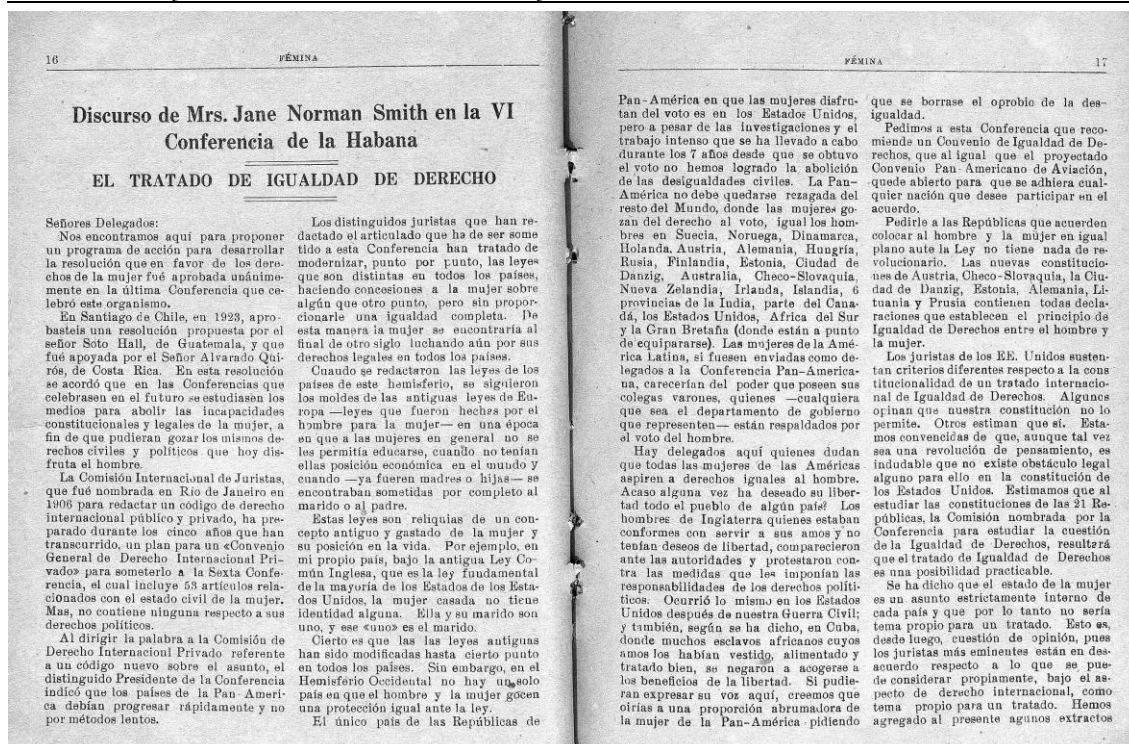 16
FÉMINA
Discurso de Mrs. Jane Norman Smith en la VI
Conferencia de la Habana
EL TRATADO DE IGUALDAD DE DERECHO
Señores Delegados:
Nos encontramos aquí para proponer
un programa de acción para desarrollar
la resolución que en favor de los dere-
chos de la mujer fué aprobada unánime-
mente en la última Conferencia que ce-
lebró este organismo.
En Santiago de Chile, en 1923, apro-
basteis una resolución propuesta por el
señor Soto Hall, de Guatemala, y que
fué apoyada por el Señor Alvarado Qui-
rós, de Costa Rica. En esta resolución
se acordó que en las Conferencias que
celebrasen en el futuro se estudiasen los
medios para abolir las incapacidades
constitucionales y legales de la mujer, a
fin de que pudieran gozar los mismos de-
rechos civiles y políticos que hoy dis-
fruta el hombre.
La Comisión Internacional de Juristas,
que fué nombrada en Río de Janeiro en
1906 para redactar un código de derecho
internacional público y privado, ha pre-
parado durante los cinco años que han
transcurrido, un plan para un «Convenio
General de Derecho Internacional Pri-
vado» para someterlo a la Sexta Confe-
rencia, el cual incluye 53 artículos rela-
cionados con el estado civil de la mujer.
Mas, no contiene ninguna respecto a sus
derechos políticos.
Al dirigir la palabra a la Comisión de
Derecho Internacionl Privado referente
a un código nuevo sobre el asunto, el
distinguido Presidente de la Conferencia
indicó que los países de la Pan-Ameri-
ca debían progresar rápidamente y no
por métodos lentos.
Los distinguidos juristas que han re-
dactado el articulado que ha de ser some
tido a esta Conferencia han tratado de
modernizar, punto por punto, las leyes
que son distintas en todos los países,
haciendo concesiones a la mujer sobre
algún que otro punto, pero sin propor-
cionarle una igualdad completa. De
esta manera la mujer se encontraría al
final de otro siglo luchando aún por sus
derechos legales en todos los países.
Cuando se redactaron las leyes de los
países de este hemisferio, se siguieron
los moldes de las antiguas leyes de Eu-
ropa —leyes que fueron hechas por el
hombre para la mujer— en una época
en que a las mujeres en general no se
les permitía educarse, cuando no tenían
ellas posición económica en el mundo y
cuando —ya fueren madres o hijas— se
encontraban sometidas por completo al
marido o al padre.
Estas leyes son reliquias de un con-
cepto antiguo y gastado de la mujer y
su posición en la vida. Por ejemplo, en
mi propio país, bajo la antigua Ley Co-
mún Inglesa, que es la ley fundamental
de la mayoría de los Estados de los Esta-
dos Unidos, la mujer casada no tiene
identidad alguna. Ella y su marido son
uno, y ese «uno» es el marido.
Cierto es que las las leyes antiguas
han sido modificadas hasta cierto punto
en todos los países. Sin embargo, en el
Hemisferio Occidental no hay un solo
país en que el hombre y la mujer gocen
una protección igual ante la ley.
El único país de las Repúblicas de
FÉMINA
17
Pan-América en que las mujeres disfru-
tan del voto es en los Estados Unidos,
pero a pesar de las investigaciones y el
trabajo intenso que se ha llevado a cabo
durante los 7 años desde que se obtuvo
el voto no hemos logrado la abolición
de las desigualdades civiles. La Pan-
América no debe quedarse rezagada del
resto del Mundo, donde las mujeres go-
zan del derecho al voto, igual los hom-
bres en Suecia, Noruega, Dinamarca,
Holanda, Austria, Alemania, Hungría,
Rusia, Finlandia, Estonia, Ciudad de
Danzig, Australia, Checo-Slovaquia,
Nueva Zelandia, Irlanda, Islandia, 6
provincias de la India, parte del Cana-
dá, los Estados Unidos, Africa del Sur
y la Gran Bretaña (donde están a punto
de equipararse). Las mujeres de la Amé-
rica Latina, si fuesen enviadas como de-
legados a la Conferencia Pan-America-
na, carecerían del poder que poseen sus
colegas varones, quienes —cualquiera
que sea el departamento de gobierno
que representen— están respaldados por
el voto del hombre.
Hay delegados aquí quienes dudan
que todas las mujeres de las Américas
aspiren a derechos iguales al hombre.
Acaso alguna vez ha deseado su liber-
tad todo el pueblo de algún país? Los
hombres de Inglaterra quienes estaban
conformes con servir a sus amos y no
tenían deseos de libertad, comparecieron
ante las autoridades y protestaron con-
tra las medidas que les imponían las
responsabilidades de los derechos políti-
ticos. Ocurrió lo mismo en los Estados
Unidos después de nuestra Guerra Civil;
y también, según se ha dicho, en Cuba,
donde muchos esclavos africanos cuyos
amos los habían vestido, alimentado y
tratado bien, se negaron a acogerse a
los beneficios de la libertad. Si pudie-
ran expresar su voz aquí, creemos que
oirías a una proporción abrumadora de
la mujer de la Pan-América pidiendo
que se borrase el oprobio de la des-
igualdad.
Pedimos a esta Conferencia que reco-
miende un Convenio de Igualdad de De-
rechos, que al igual que el proyectado
Convenio Pan-Americano de Aviación,
quede abierto para que se adhiera cual-
quier nación que desee participar en el
acuerdo.
Pedirle a las Repúblicas que acuerden
colocar al hombre y la mujer en igual
plano ante la Ley no tiene nada de re-
volucionario. Las nuevas constitucio-
nes de Austria, Checo-Slovaquia, la Ciu-
dad de Danzig, Estonia, Alemania, Li-
tuania y Prusia contienen todas decla-
raciones que establecen el principio de
Igualdad de Derechos entre el hombre y
la mujer.
Los juristas de los EE. Unidos susten-
tan criterios diferentes respecto a la cons
titucionalidad de un tratado internacio-
nal de Igualdad de Derechos. Algunos
opinan que nuestra constitución no lo
permite. Otros estiman que sí. Esta-
mos convencidas de que, aunque tal vez
sea una revolución de pensamiento, es
indudable que no existe obstáculo legal
alguno para ello en la constitución de
los Estados Unidos. Estimamos que al
estudiar las constituciones de las 21 Re-
públicas, la Comisión nombrada por la
Conferencia para estudiar la cuestión
de la Igualdad de Derechos, resultará
que el tratado de Igualdad de Derechos
es una posibilidad practicable.
Se ha dicho que el estado de la mujer
es un asunto estrictamente interno de
cada país y que por lo tanto no sería
tema propio para un tratado. Esto es,
desde luego, cuestión de opinión, pues
los juristas más eminentes están en des-
acuerdo respecto a lo que se pue-
de considerar propiamente, bajo el as-
pecto de derecho internacional, como
tema propio para un tratado. Hemos
agregado al presente agunos extractos